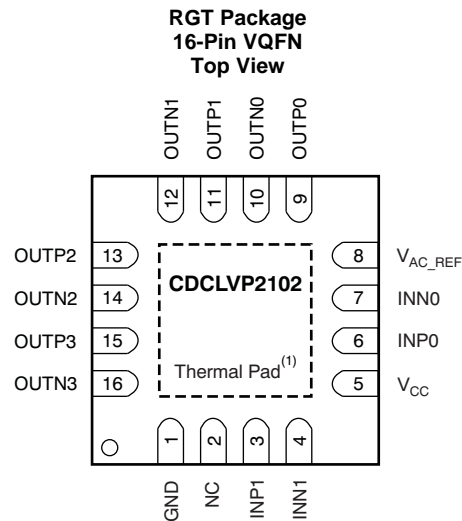 RGT Package
16-Pin VQFN
Top View
OUTN1 OUTP1 OUTN0 OUTP0
12 11 10 9
OUTP2 13 8 VAC_REF
CDCLVP2102
OUTN2 14 7 INN0
OUTP3 15 6 INP0
Thermal Pad(1)
OUTN3 16 5 VCC
1 2 3 4
GND NC INP1 INN1